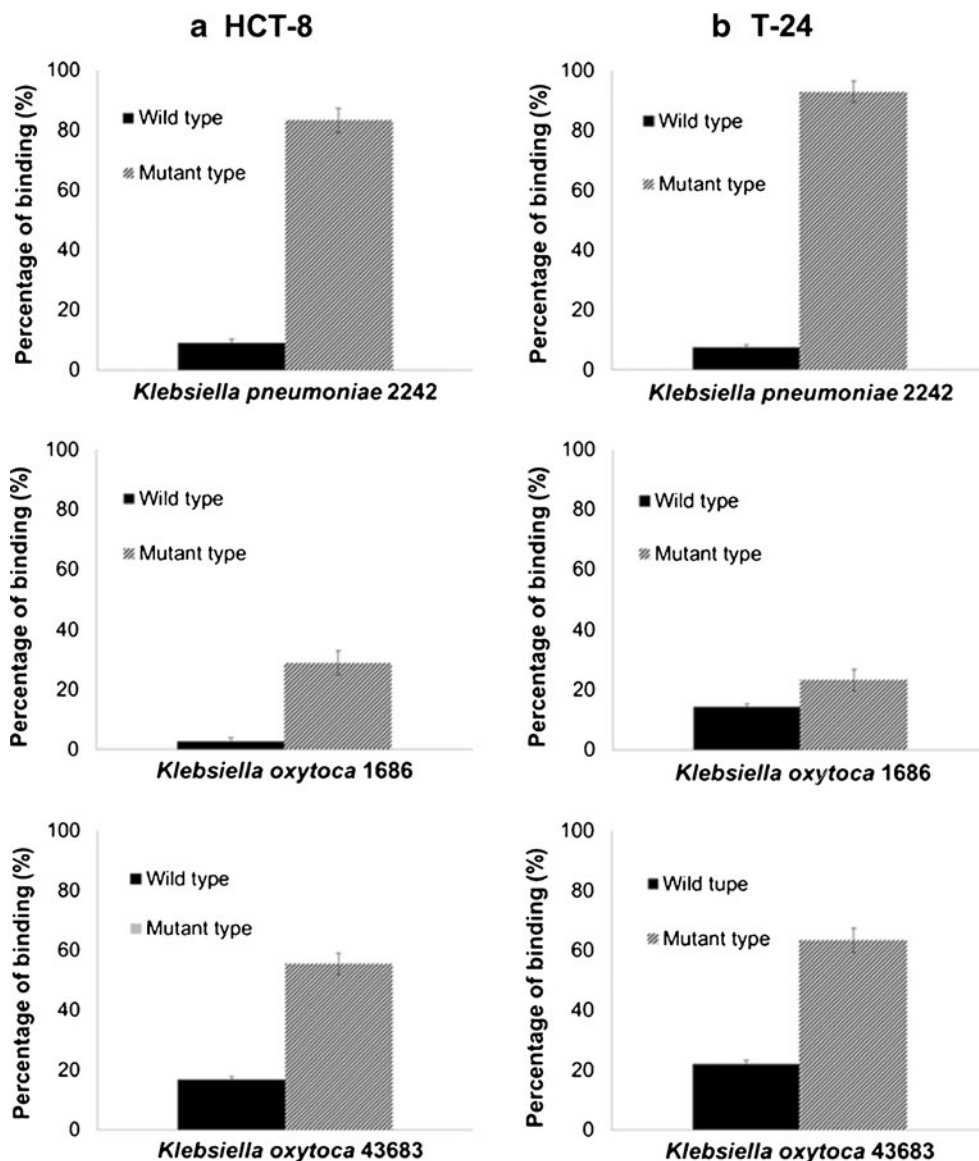 a HCT-8
Percentage of binding (%)
100
80
60
40
20
0
Wild type
Mutant type
Klebsiella pneumoniae 2242
b T-24
Percentage of binding (%)
100
80
60
40
20
0
Wild type
Mutant type
Klebsiella pneumoniae 2242
Percentage of binding (%)
100
80
60
40
20
0
Wild type
Mutant type
Klebsiella oxytoca 1686
Percentage of binding (%)
100
80
60
40
20
0
Wild type
Mutant type
Klebsiella oxytoca 1686
Percentage of binding (%)
100
80
60
40
20
0
Wild type
Mutant type
Klebsiella oxytoca 43683
Percentage of binding (%)
100
80
60
40
20
0
Wild tupe
Mutant type
Klebsiella oxytoca 43683